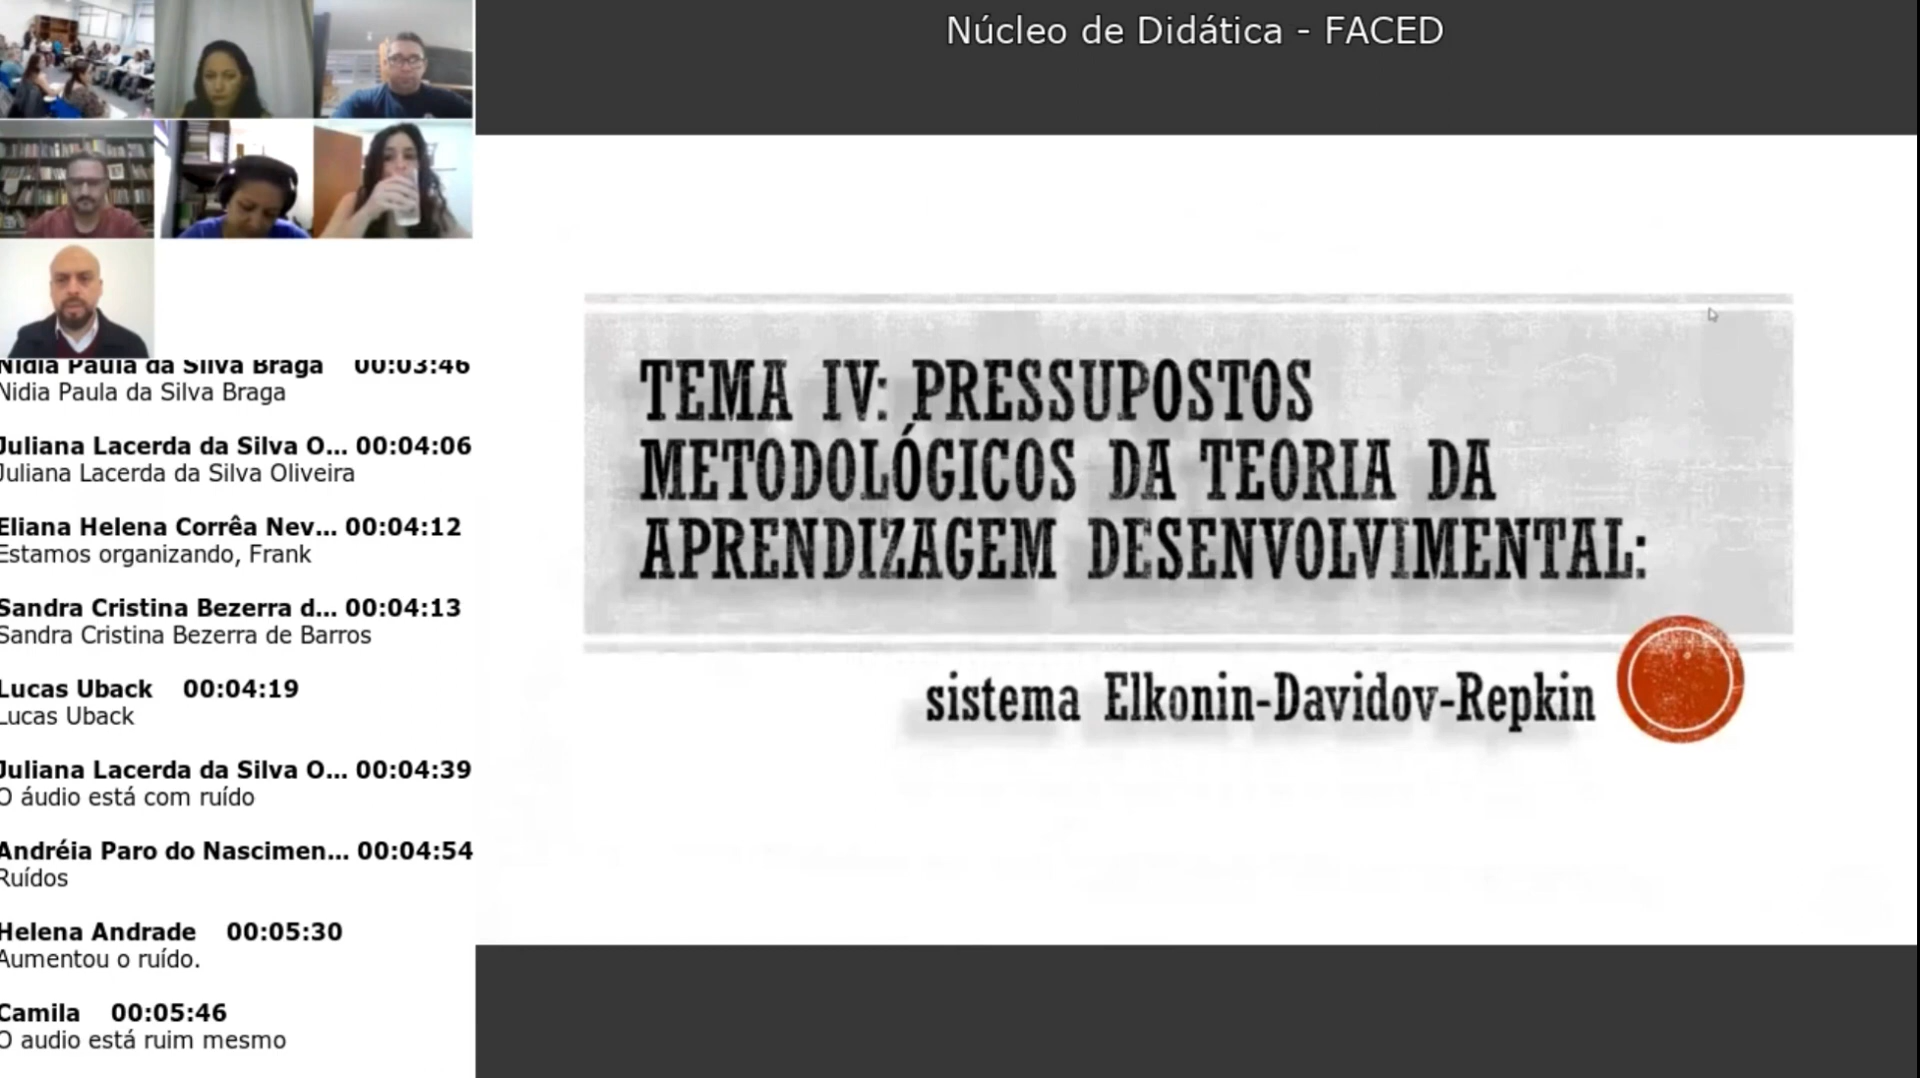 Núcleo de Didática - FACED
Nidia Paula da Silva Braga 00:03:46
Nidia Paula da Silva Braga
Juliana Lacerda da Silva O... 00:04:06
Juliana Lacerda da Silva Oliveira
Eliana Helena Corrêa Nev... 00:04:12
Estamos organizando, Frank
Sandra Cristina Bezerra d... 00:04:13
Sandra Cristina Bezerra de Barros
Lucas Uback 00:04:19
Lucas Uback
Juliana Lacerda da Silva O... 00:04:39
O áudio está com ruído
Andréia Paro do Nascimen... 00:04:54
Ruídos
Helena Andrade 00:05:30
Aumentou o ruído.
Camila 00:05:46
O audio está ruim mesmo
TEMA IV: PRESSUPOSTOS
METODOLÓGICOS DA TEORIA DA
APRENDIZAGEM DESENVOLVIMENTAL:
sistema Elkonin-Davidov-Repkin